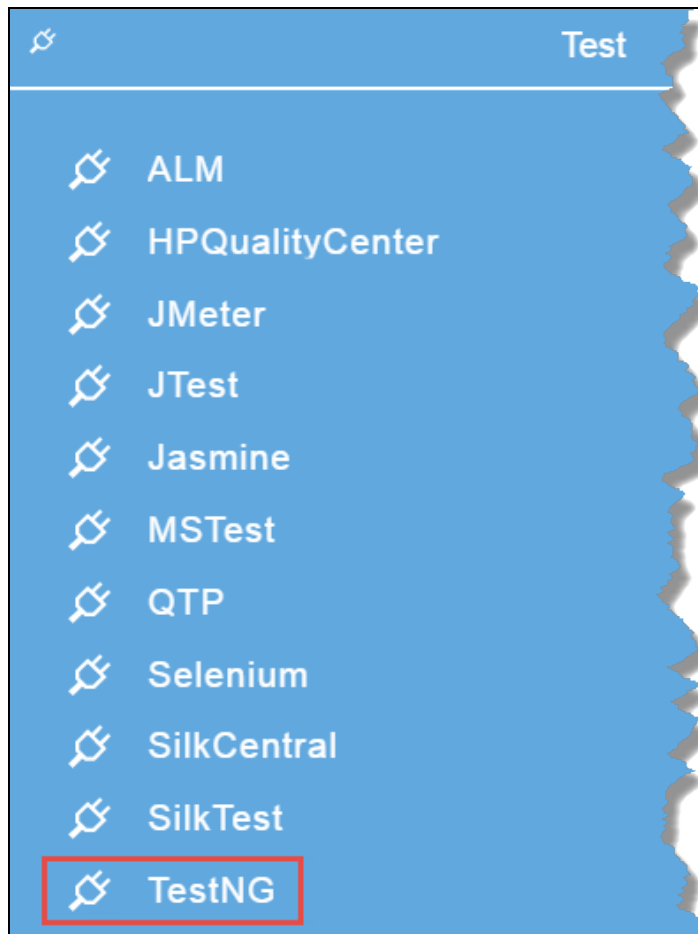 Test
ALM
HPQualityCenter
JMeter
JTest
Jasmine
MSTest
QTP
Selenium
SilkCentral
SilkTest
TestNG